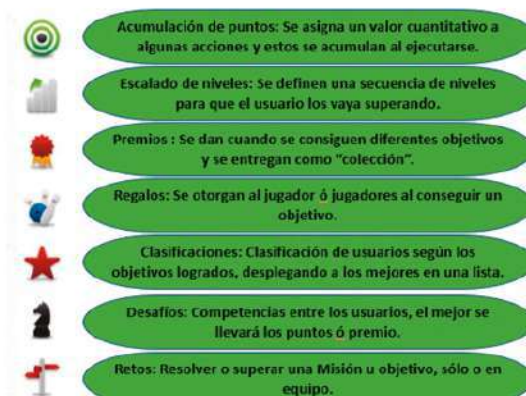 Acumulación de puntos: Se asigna un valor cuantitativo a
algunas acciones y estos se acumulan al ejecutarse.
Escalado de niveles: Se definen una secuencia de niveles
para que el usuario los vaya superando.
Premios : Se dan cuando se consiguen diferentes objetivos
y se entregan como "colección".
Regalos: Se otorgan al jugador ó jugadores al conseguir un
objetivo.
Clasificaciones: Clasificación de usuarios según los
objetivos logrados, desplegando a los mejores en una lista.
Desafíos: Competencias entre los usuarios, el mejor se
llevará los puntos ó premio.
Retos: Resolver o superar una Misión u objetivo, sólo o en
equipo.